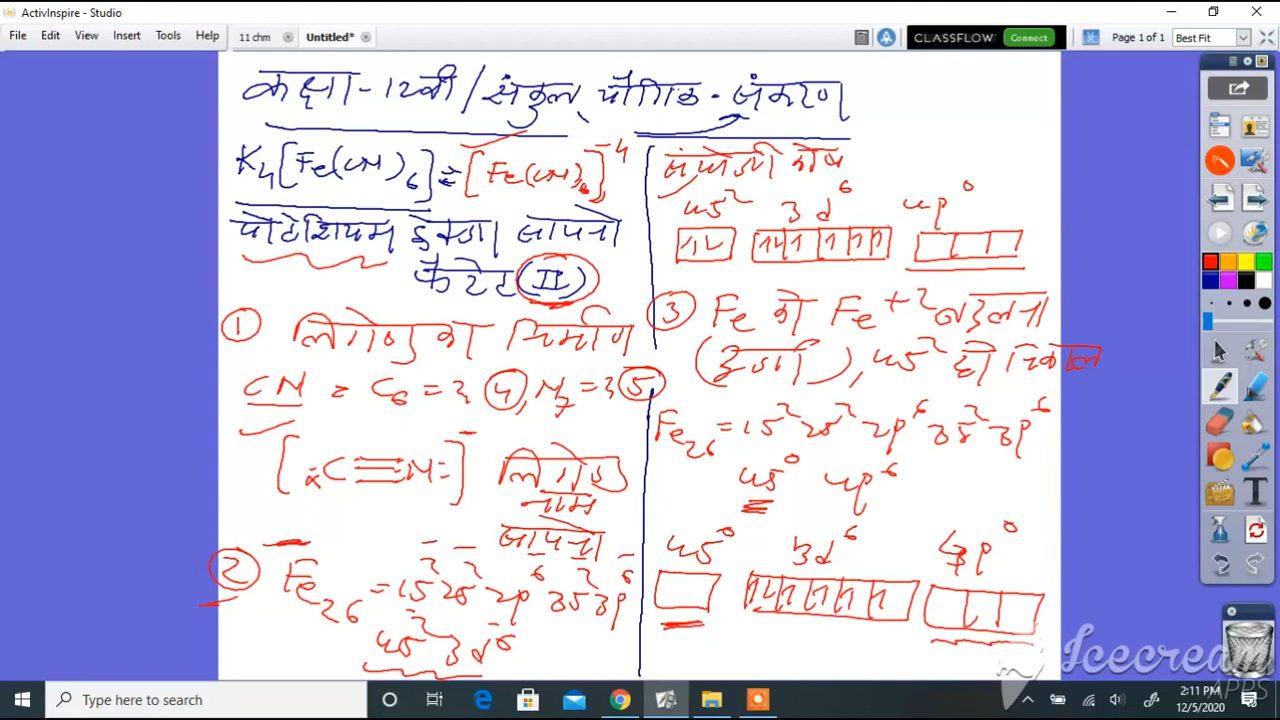 ActivInspire - Studio
File Edit View Insert Tools Help
11 chm
Untitled*
CLASSFLOW Connect
Page 1 of 1
Best Fit
कक्षा - 12वी / संकुल यौगिक - संकरण
K4[Fe(CN)6] = [Fe(CN)6]-4
पोटेशियम हेक्सा सायनो
फैरेट (II)
① लिगेण्ड का निर्माण
CN = C6 = 2, 4, N7 = 2, 5
[ C≡N ]-
लिगेण्ड
नाम
सायनो
② Fe26 = 1s2 2s2 2p6 3s2 3p6
4s2 3d6
संयोजी कोष
4s2 3d6 4p0
③ Fe को Fe+2 बदलना
(हटाना), 4s2 से निकाल
Fe26 = 1s2 2s2 2p6 3s2 3p6
4s0 4p6
4s0 3d6 4p0
Icecream
APPS
Type here to search
2:11 PM
12/5/2020